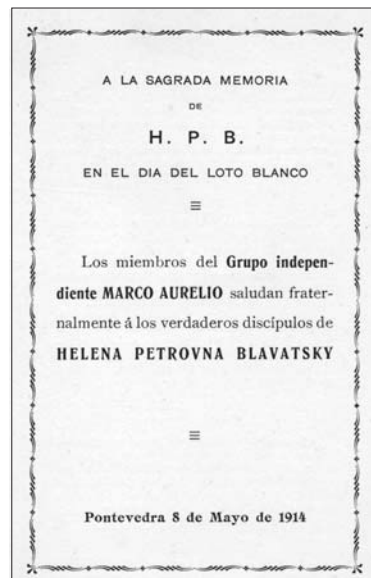 A LA SAGRADA MEMORIA
DE
H. P. B.
EN EL DIA DEL LOTO BLANCO
Los miembros del Grupo indepen-
diente MARCO AURELIO saludan frater-
nalmente á los verdaderos discípulos de
HELENA PETROVNA BLAVATSKY
Pontevedra 8 de Mayo de 1914